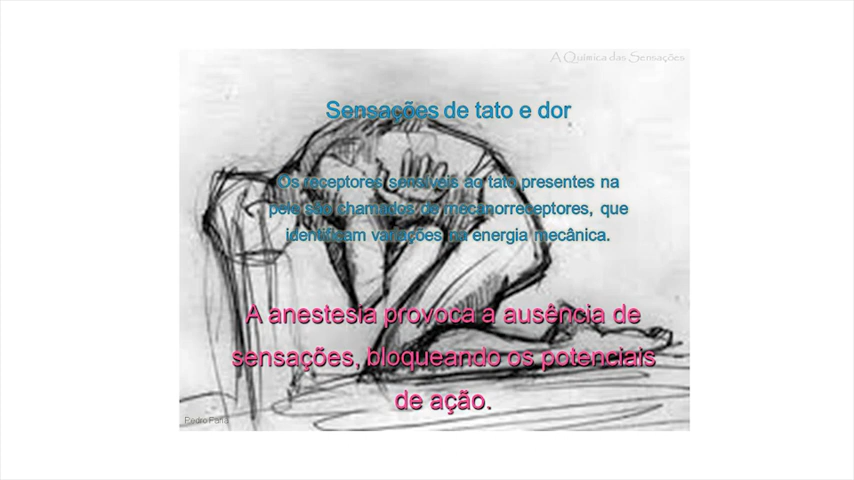 A Química das Sensações
Sensações de tato e dor
Os receptores sensíveis ao tato presentes na
pele são chamados de mecanorreceptores, que
identificam variações na energia mecânica.
A anestesia provoca a ausência de
sensações, bloqueando os potenciais
de ação.
Pedro Faria